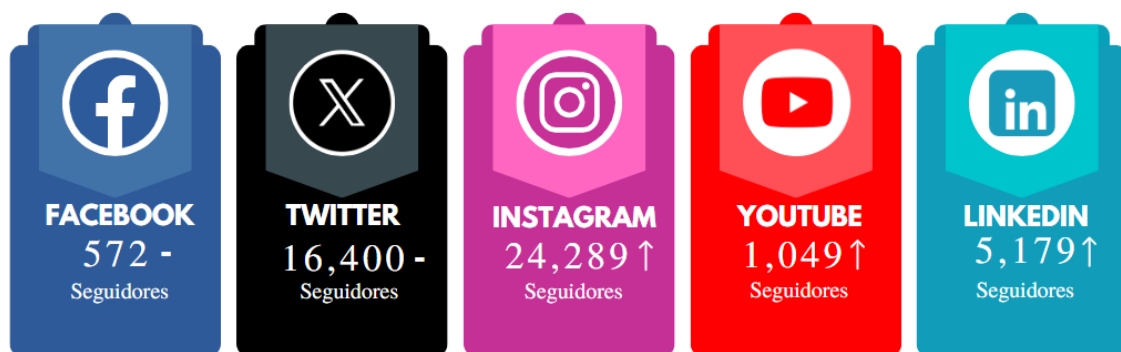 FACEBOOK
572 -
Seguidores
TWITTER
16,400 -
Seguidores
INSTAGRAM
24,289 ↑
Seguidores
YOUTUBE
1,049 ↑
Seguidores
in
LINKEDIN
5,179 ↑
Seguidores